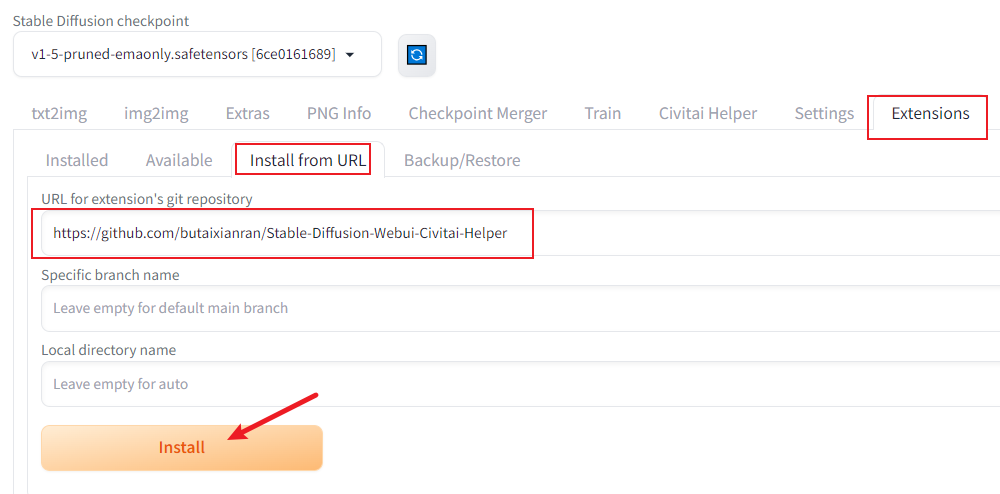 Stable Diffusion checkpoint
v1-5-pruned-emaonly.safetensors [6ce0161689]
txt2img img2img Extras PNG Info Checkpoint Merger Train Civitai Helper Settings Extensions
Installed Available Install from URL Backup/Restore
URL for extension's git repository
https://github.com/butaixianran/Stable-Diffusion-Webui-Civitai-Helper
Specific branch name
Leave empty for default main branch
Local directory name
Leave empty for auto
Install